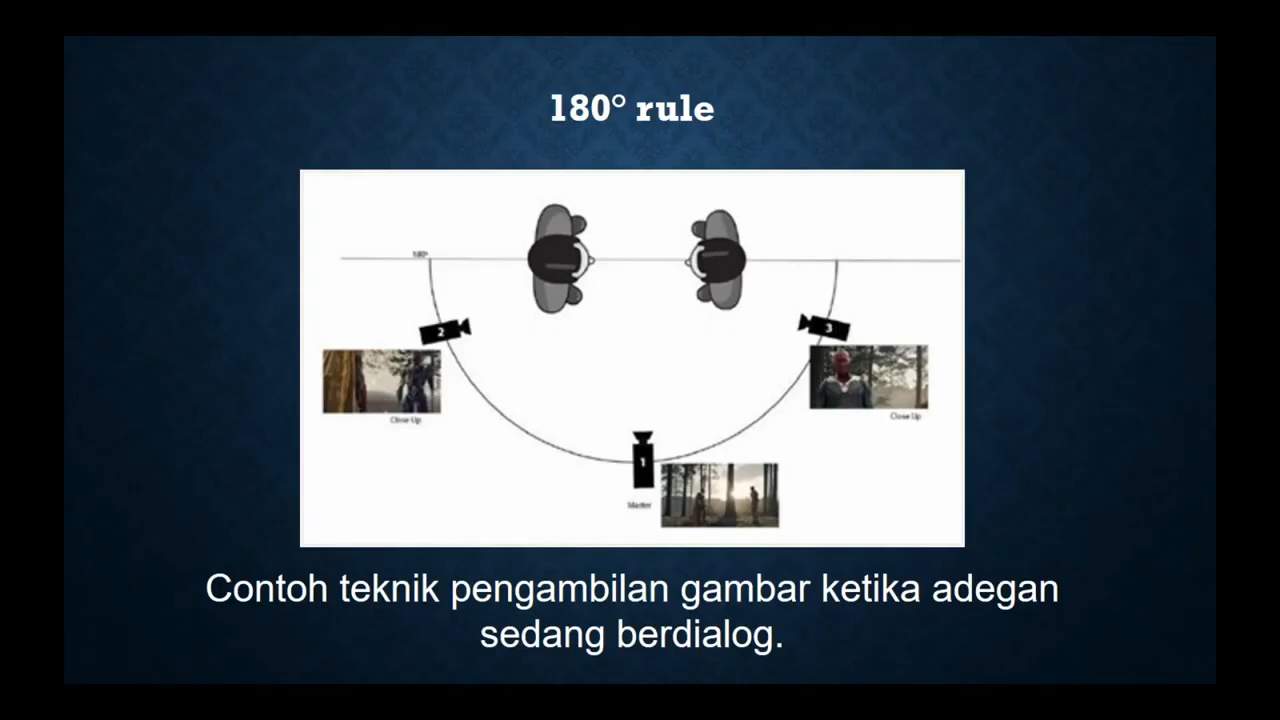 180° rule
180°
2
3
Close Up
Close Up
1
Master
Contoh teknik pengambilan gambar ketika adegan
sedang berdialog.